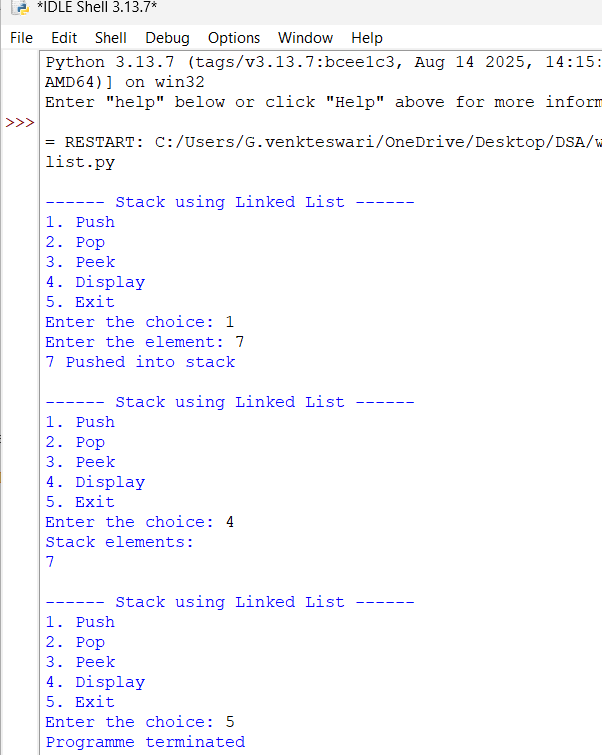 *IDLE Shell 3.13.7*
File Edit Shell Debug Options Window Help
Python 3.13.7 (tags/v3.13.7:bcee1c3, Aug 14 2025, 14:15:
AMD64)] on win32
Enter "help" below or click "Help" above for more inform
>>>
= RESTART: C:/Users/G.venkteswari/OneDrive/Desktop/DSA/w
list.py
------ Stack using Linked List ------
1. Push
2. Pop
3. Peek
4. Display
5. Exit
Enter the choice: 1
Enter the element: 7
7 Pushed into stack
------ Stack using Linked List ------
1. Push
2. Pop
3. Peek
4. Display
5. Exit
Enter the choice: 4
Stack elements:
7
------ Stack using Linked List ------
1. Push
2. Pop
3. Peek
4. Display
5. Exit
Enter the choice: 5
Programme terminated